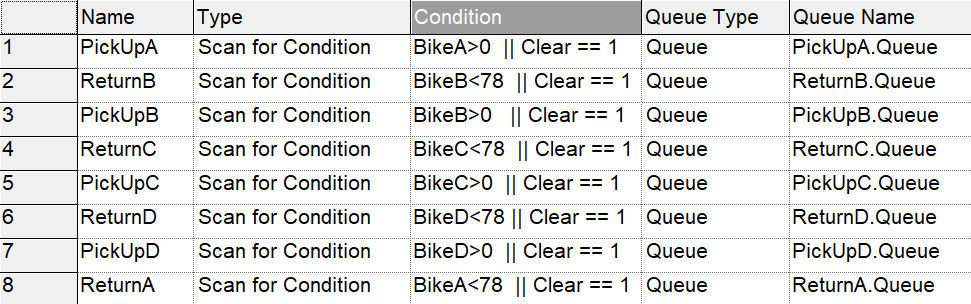 Name Type Condition Queue Type Queue Name
1 PickUpA Scan for Condition BikeA>0 || Clear == 1 Queue PickUpA.Queue
2 ReturnB Scan for Condition BikeB<78 || Clear == 1 Queue ReturnB.Queue
3 PickUpB Scan for Condition BikeB>0 || Clear == 1 Queue PickUpB.Queue
4 ReturnC Scan for Condition BikeC<78 || Clear == 1 Queue ReturnC.Queue
5 PickUpC Scan for Condition BikeC>0 || Clear == 1 Queue PickUpC.Queue
6 ReturnD Scan for Condition BikeD<78 || Clear == 1 Queue ReturnD.Queue
7 PickUpD Scan for Condition BikeD>0 || Clear == 1 Queue PickUpD.Queue
8 ReturnA Scan for Condition BikeA<78 || Clear == 1 Queue ReturnA.Queue